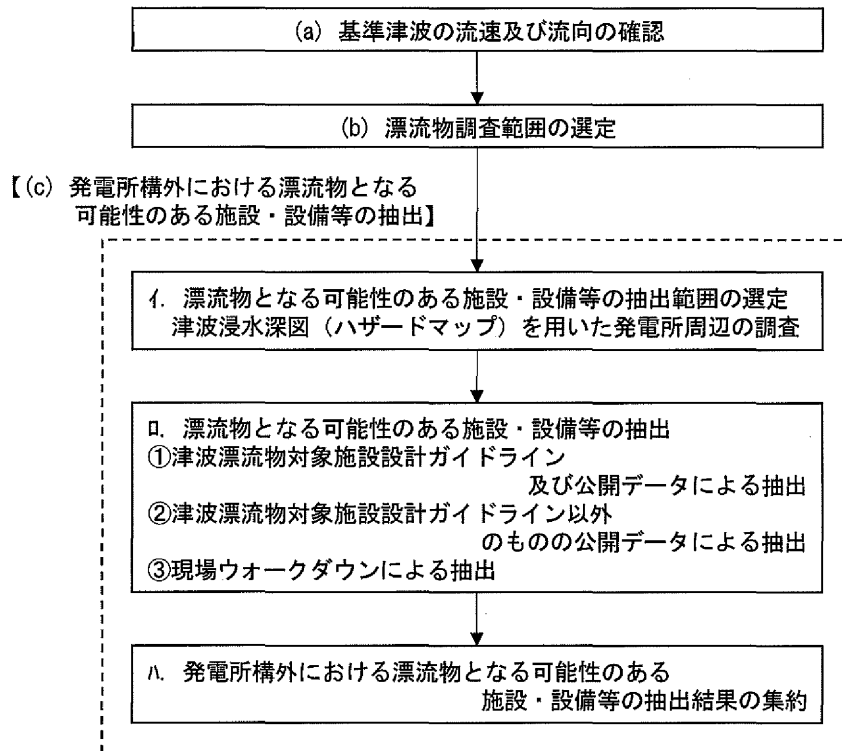 (a) 基準津波の流速及び流向の確認
(b) 漂流物調査範囲の選定
【(c) 発電所構外における漂流物となる
可能性のある施設・設備等の抽出】
ｲ. 漂流物となる可能性のある施設・設備等の抽出範囲の選定
津波浸水深図（ハザードマップ）を用いた発電所周辺の調査
ﾛ. 漂流物となる可能性のある施設・設備等の抽出
①津波漂流物対象施設設計ガイドライン
及び公開データによる抽出
②津波漂流物対象施設設計ガイドライン以外
のものの公開データによる抽出
③現場ウォークダウンによる抽出
ﾊ. 発電所構外における漂流物となる可能性のある
施設・設備等の抽出結果の集約